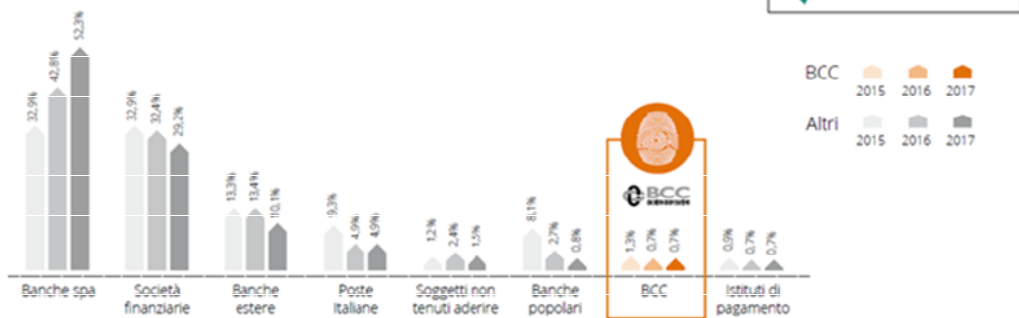 32,9%
42,8%
52,3%
32,9%
32,4%
29,2%
13,3%
13,4%
10,1%
9,3%
4,9%
4,9%
1,2%
2,4%
1,5%
8,1%
2,7%
0,8%
1,3%
0,7%
0,7%
0,9%
0,7%
0,7%
BCC
2015 2016 2017
Altri
2015 2016 2017
BCC
Banche spa
Società
finanziarie
Banche
estere
Poste
Italiane
Soggetti non
tenuti aderire
Banche
popolari
BCC
Istituti di
pagamento